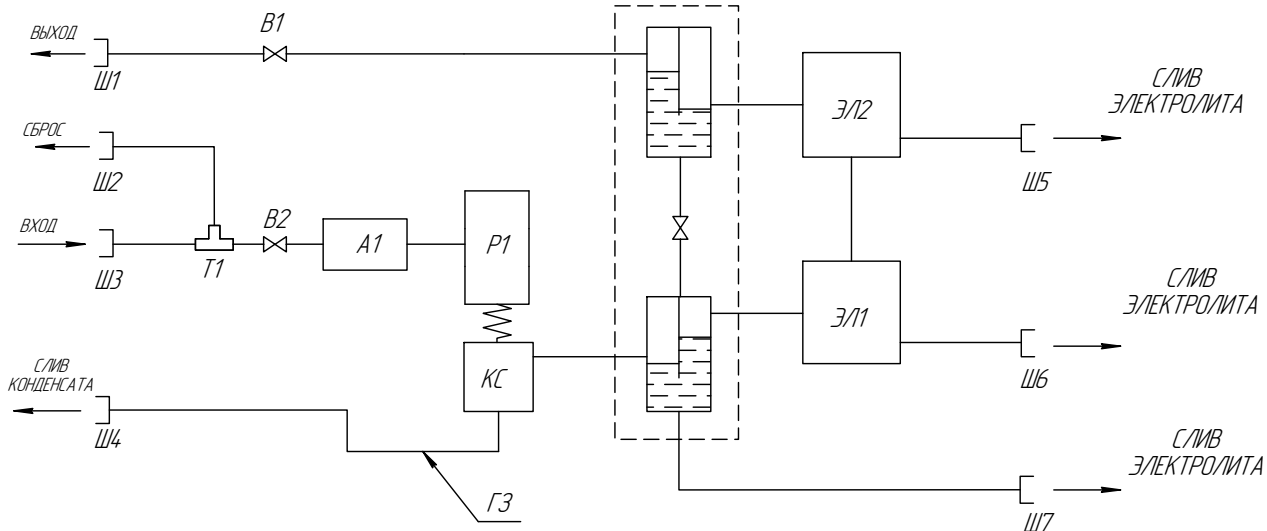 ВЫХОД
В1
Ш1
СЛИВ
ЭЛЕКТРОЛИТА
ЭЛ2
Ш5
СБРОС
Ш2
ВХОД
В2
Ш3
Т1
А1
Р1
СЛИВ
ЭЛЕКТРОЛИТА
ЭЛ1
Ш6
СЛИВ
КОНДЕНСАТА
Ш4
КС
СЛИВ
ЭЛЕКТРОЛИТА
ГЗ
Ш7